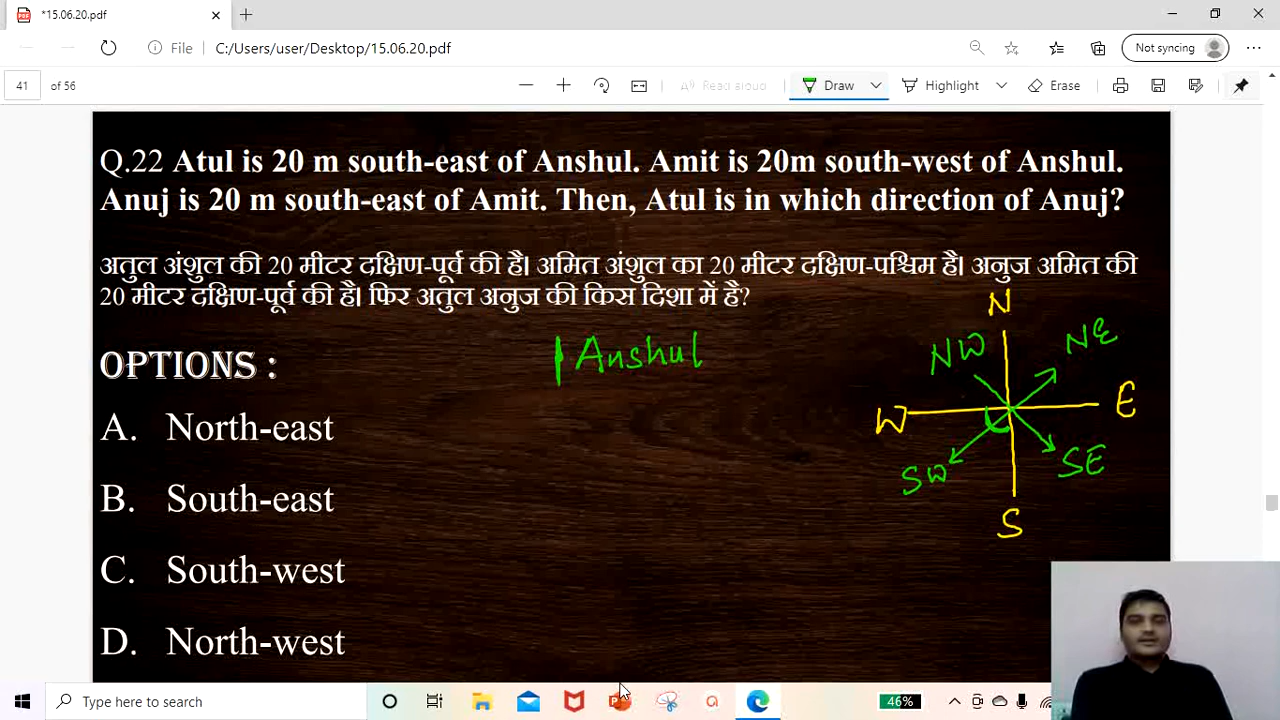 *15.06.20.pdf
File C:/Users/user/Desktop/15.06.20.pdf
Not syncing
41 of 56
Read aloud
Draw
Highlight
Erase
Q.22 Atul is 20 m south-east of Anshul. Amit is 20m south-west of Anshul.
Anuj is 20 m south-east of Amit. Then, Atul is in which direction of Anuj?
अतुल अंशुल की 20 मीटर दक्षिण-पूर्व की है। अमित अंशुल का 20 मीटर दक्षिण-पश्चिम है। अनुज अमित की
20 मीटर दक्षिण-पूर्व की है। फिर अतुल अनुज की किस दिशा में है?
N
NW
NE
Anshul
OPTIONS :
W
E
A. North-east
SW
SE
B. South-east
S
C. South-west
D. North-west
Type here to search
46%